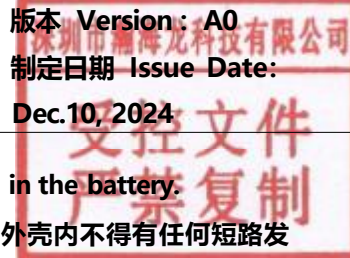 版本 Version: A0
深圳市瀚海龙科技有限公司
制定日期 Issue Date:
Dec.10, 2024
受控文件
严禁复制
in the battery.
外壳内不得有任何短路发